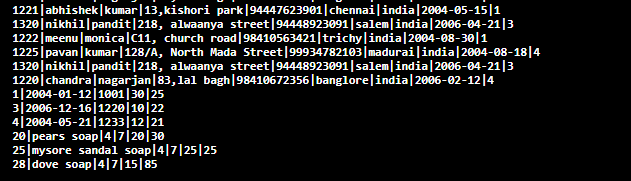 1221|abhishek|kumar|13,kishori park|94447623901|chennai|india|2004-05-15|1
1320|nikhil|pandit|218, alwaanya street|94448923091|salem|india|2006-04-21|3
1222|meenu|monica|C11, church road|98410563421|trichy|india|2004-08-30|1
1225|pavan|kumar|128/A, North Mada Street|99934782103|madurai|india|2004-08-18|4
1320|nikhil|pandit|218, alwaanya street|94448923091|salem|india|2006-04-21|3
1220|chandra|nagarjan|83,lal bagh|98410672356|banglore|india|2006-02-12|4
1|2004-01-12|1001|30|25
3|2006-12-16|1220|10|22
4|2004-05-21|1233|12|21
20|pears soap|4|7|20|30
25|mysore sandal soap|4|7|25|25
28|dove soap|4|7|15|85